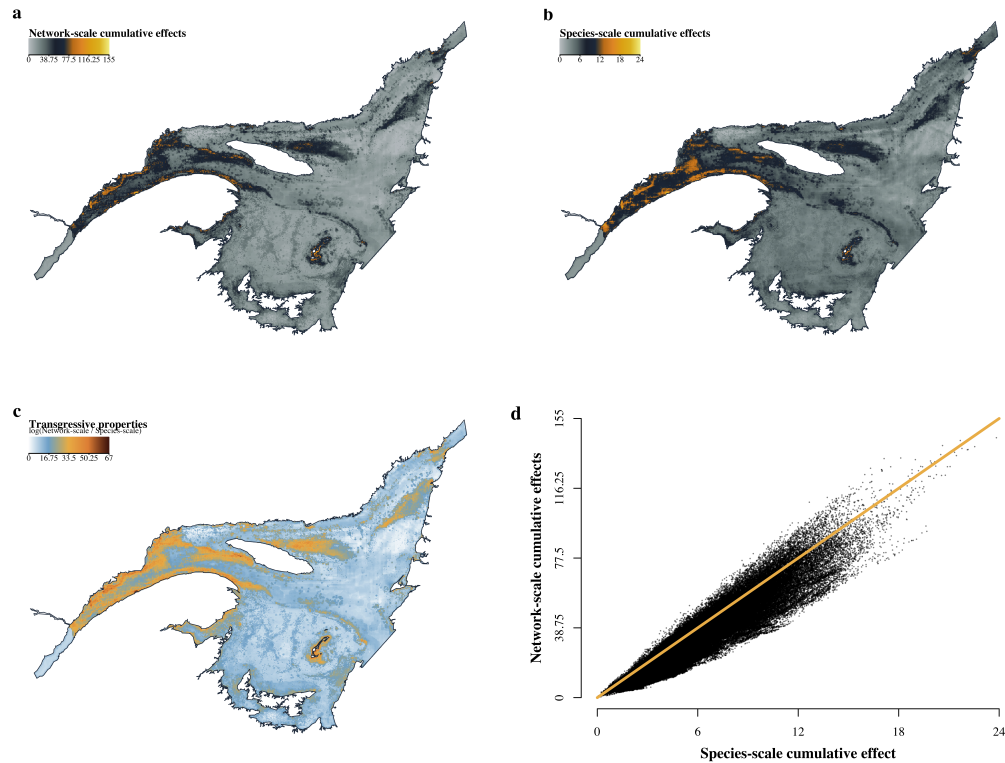 a
Network-scale cumulative effects
0 38.75 77.5 116.25 155
b
Species-scale cumulative effects
0 6 12 18 24
c
Transgressive properties
log(Network-scale / Species-scale)
0 16.75 33.5 50.25 67
d
Network-scale cumulative effects
155
116.25
77.5
38.75
0
0 6 12 18 24
Species-scale cumulative effect